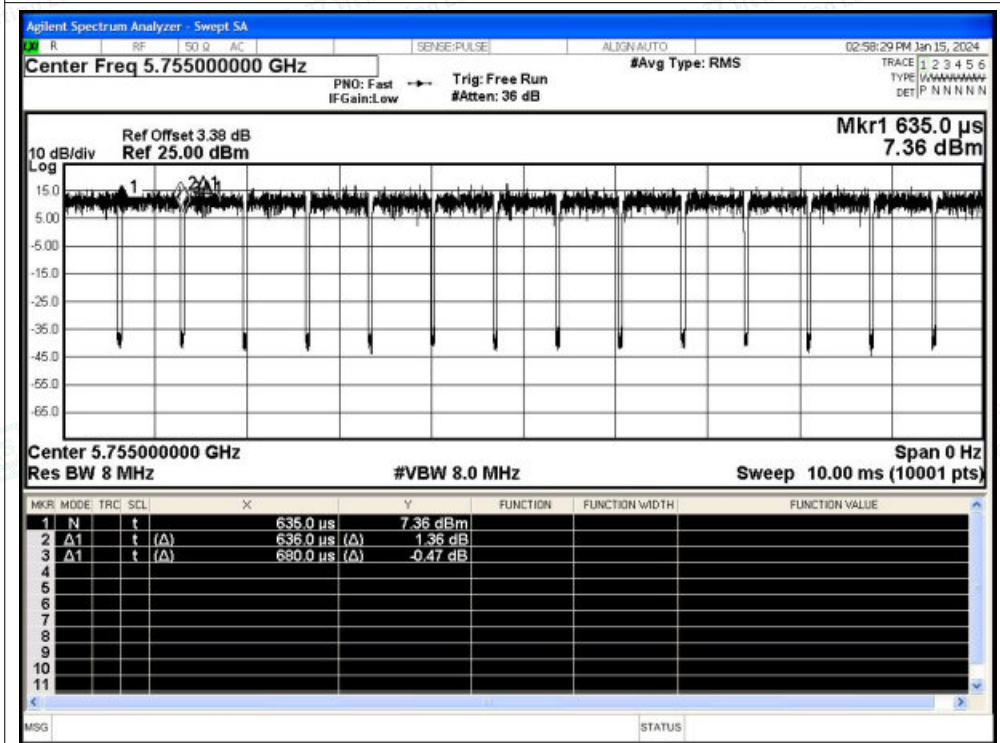 Agilent Spectrum Analyzer - Swept SA
LXI R RF 50 Ω AC SENSE:PULSE ALIGN AUTO 02:58:29 PM Jan 15, 2024
Center Freq 5.755000000 GHz #Avg Type: RMS TRACE 1 2 3 4 5 6
PNO: Fast Trig: Free Run TYPE WWWWWW
IFGain:Low #Atten: 36 dB DET P N N N N N
Mkr1 635.0 µs
Ref Offset 3.38 dB
10 dB/div Ref 25.00 dBm 7.36 dBm
Log
1 2Δ1
15.0
5.00
-5.00
-15.0
-25.0
-35.0
-45.0
-55.0
-65.0
Center 5.755000000 GHz Span 0 Hz
Res BW 8 MHz #VBW 8.0 MHz Sweep 10.00 ms (10001 pts)
MKR MODE TRC SCL X Y FUNCTION FUNCTION WIDTH FUNCTION VALUE
1 N t 635.0 µs 7.36 dBm
2 Δ1 t (Δ) 636.0 µs (Δ) 1.36 dB
3 Δ1 t (Δ) 680.0 µs (Δ) -0.47 dB
4
5
6
7
8
9
10
11
MSG STATUS